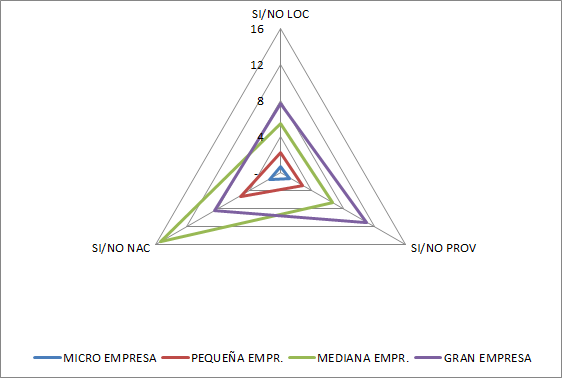 SI/NO LOC
16
12
8
4
-
SI/NO NAC
SI/NO PROV
MICRO EMPRESA PEQUEÑA EMPR. MEDIANA EMPR. GRAN EMPRESA